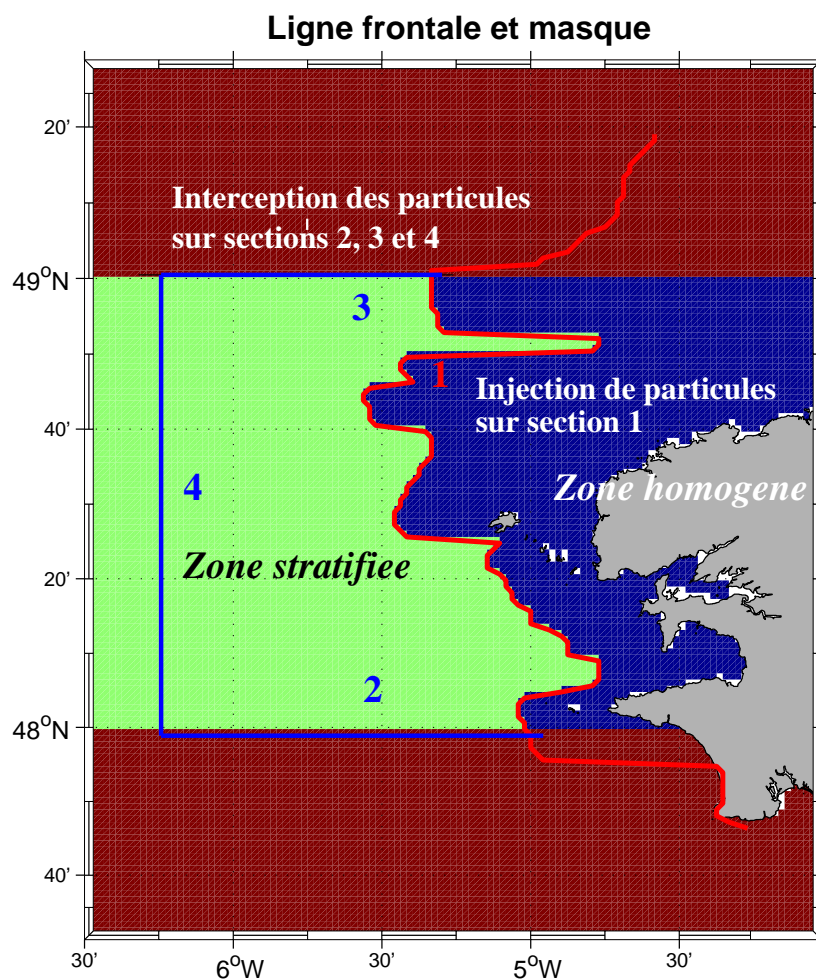 Ligne frontale et masque
20'
Interception des particules
sur sections 2, 3 et 4
49°N
3
1
Injection de particules
sur section 1
40'
4
Zone homogene
Zone stratifiee
20'
2
48°N
40'
30'
6°W
30'
5°W
30'